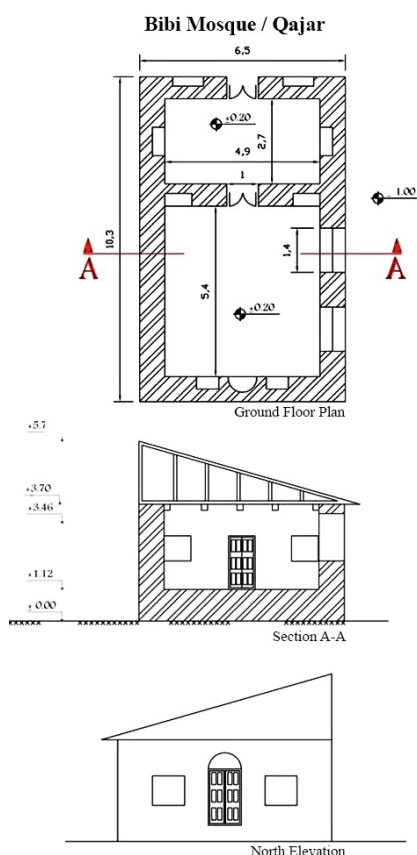 Bibi Mosque / Qajar
6,5
±0.20
2,7
4,9
1
- 1.00
10,3
1,4
A
A
5,4
±0.20
Ground Floor Plan
+5.7
+3.70
+3.46
+1.12
± 0.00
Section A-A
North Elevation